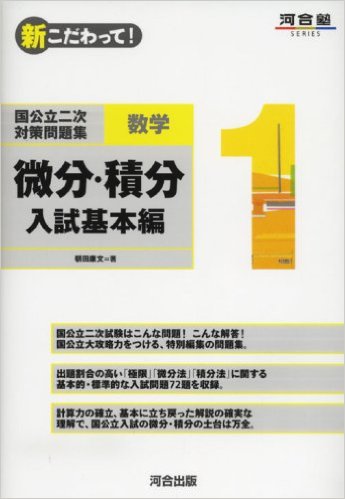 新こだわって!
河合塾
SERIES
国公立二次
対策問題集
数学
1
微分・積分
入試基本編
額田康文=著
国公立二次試験はこんな問題! こんな解答!
国公立大攻略力をつける、特別編集の問題集。
出題割合の高い「極限」「微分法」「積分法」に関する
基本的・標準的な入試問題72題を収録。
計算力の確立、基本に立ち戻った解説の確実な
理解で、国公立入試の微分・積分の土台は万全。
河合出版